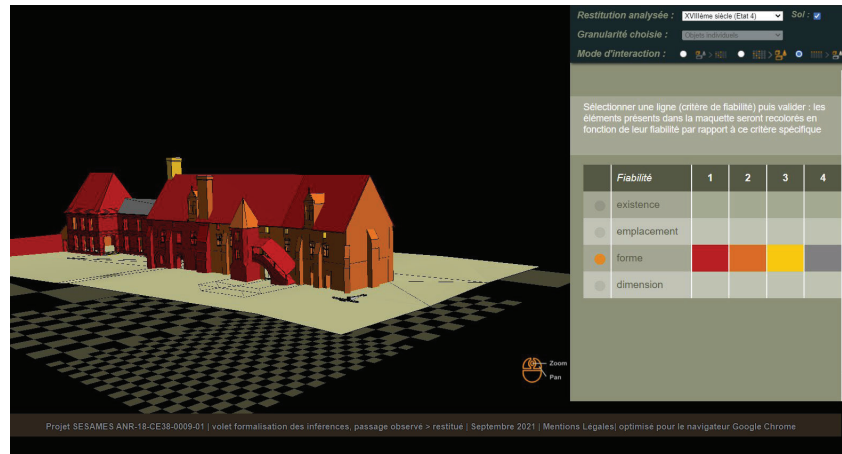 Restitution analysée : XVIIIème siècle (Etat 4) Sol :
Granularité choisie : Objets individuels
Mode d'interaction :
Sélectionner une ligne (critère de fiabilité) puis valider : les
éléments présents dans la maquette seront recolorés en
fonction de leur fiabilité par rapport à ce critère spécifique
Fiabilité 1 2 3 4
existence
emplacement
forme
dimension
Zoom
Pan
Projet SESAMES ANR-18-CE38-0009-01 | volet formalisation des inferences, passage observé > restitué | Septembre 2021 | Mentions Legales| optimisé pour le navigateur Google Chrome